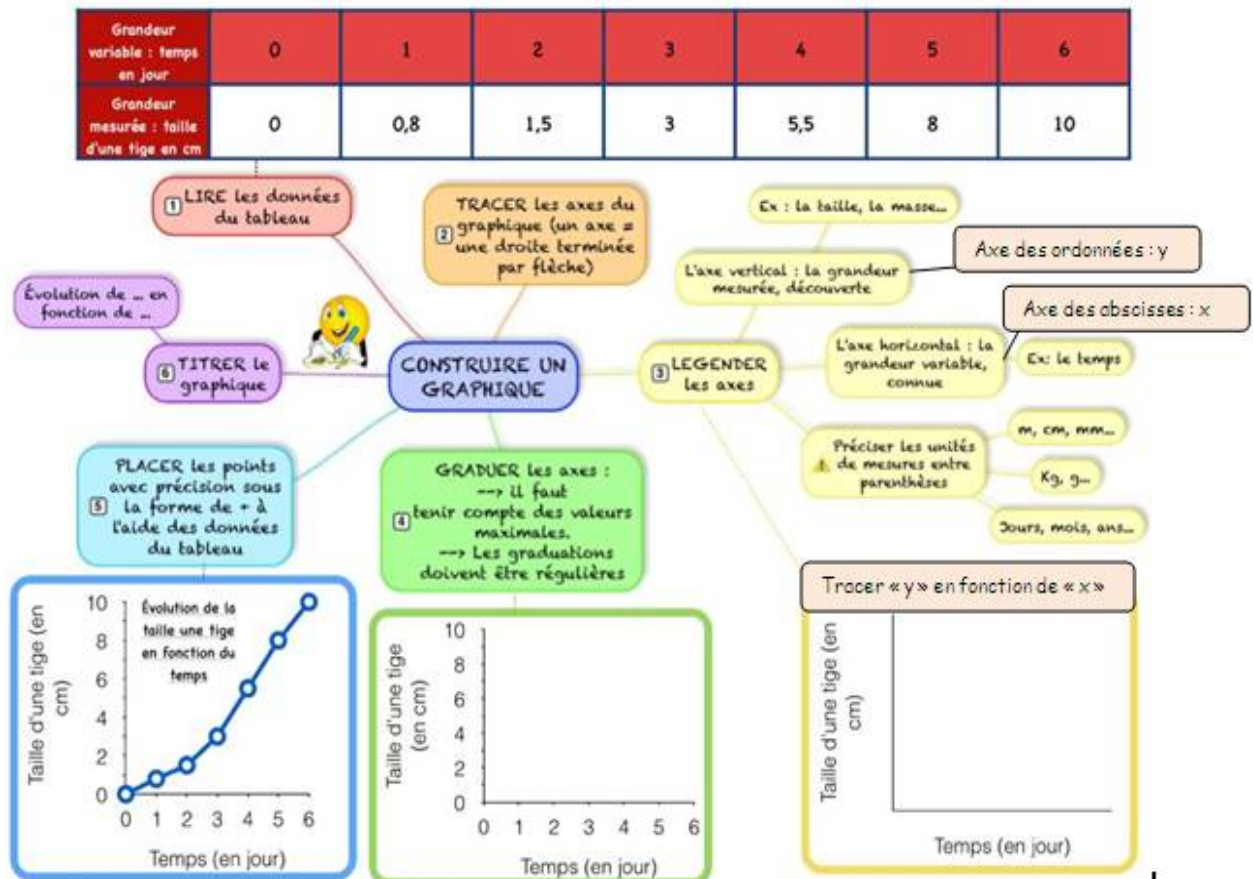 Grandeur
variable : temps
en jour
0 1 2 3 4 5 6
Grandeur
mesurée : taille
d'une tige en cm
0 0,8 1,5 3 5,5 8 10
1 LIRE les données
du tableau
2 TRACER les axes du
graphique (un axe =
une droite terminée
par flèche)
Ex : la taille, la masse...
L'axe vertical : la grandeur
mesurée, découverte
Axe des ordonnées : y
Axe des abscisses : x
Évolution de ... en
fonction de ...
6 TITRER le
graphique
CONSTRUIRE UN
GRAPHIQUE
3 LEGENDER
les axes
L'axe horizontal : la
grandeur variable,
connue
Ex: le temps
Préciser les unités
de mesures entre
parenthèses
m, cm, mm...
Kg, g...
Jours, mois, ans...
5 PLACER les points
avec précision sous
la forme de + à
l'aide des données
du tableau
4 GRADUER les axes :
--> il faut
tenir compte des valeurs
maximales.
--> Les graduations
doivent être régulières
Évolution de la
taille une tige
en fonction du
temps
Taille d'une tige (en
cm)
10
8
6
4
2
0
0 1 2 3 4 5 6
Temps (en jour)
Taille d'une tige
(en cm)
10
8
6
4
2
0
0 1 2 3 4 5 6
Temps (en jour)
Tracer « y » en fonction de « x »
Taille d'une tige (en
cm)
Temps (en jour)